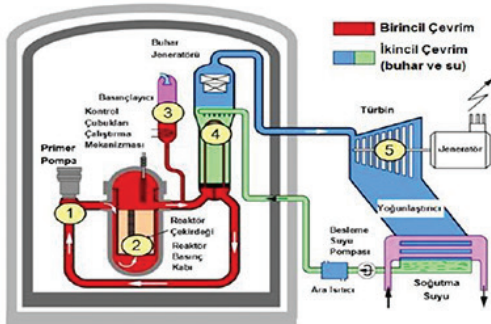 Birincil Çevrim
İkincil Çevrim
(buhar ve su)
Buhar
Jeneratörü
Basınçlayıcı
Kontrol
Çubukları
Çalıştırma
Mekanizması
Primer
Pompa
1
2
3
4
5
Reaktör
Çekirdeği
Reaktör
Basınç
Kabı
Türbin
Jeneratör
Yoğunlaştırıcı
Besleme
Suyu
Pompası
Ara Isıtıcı
Soğutma
Suyu